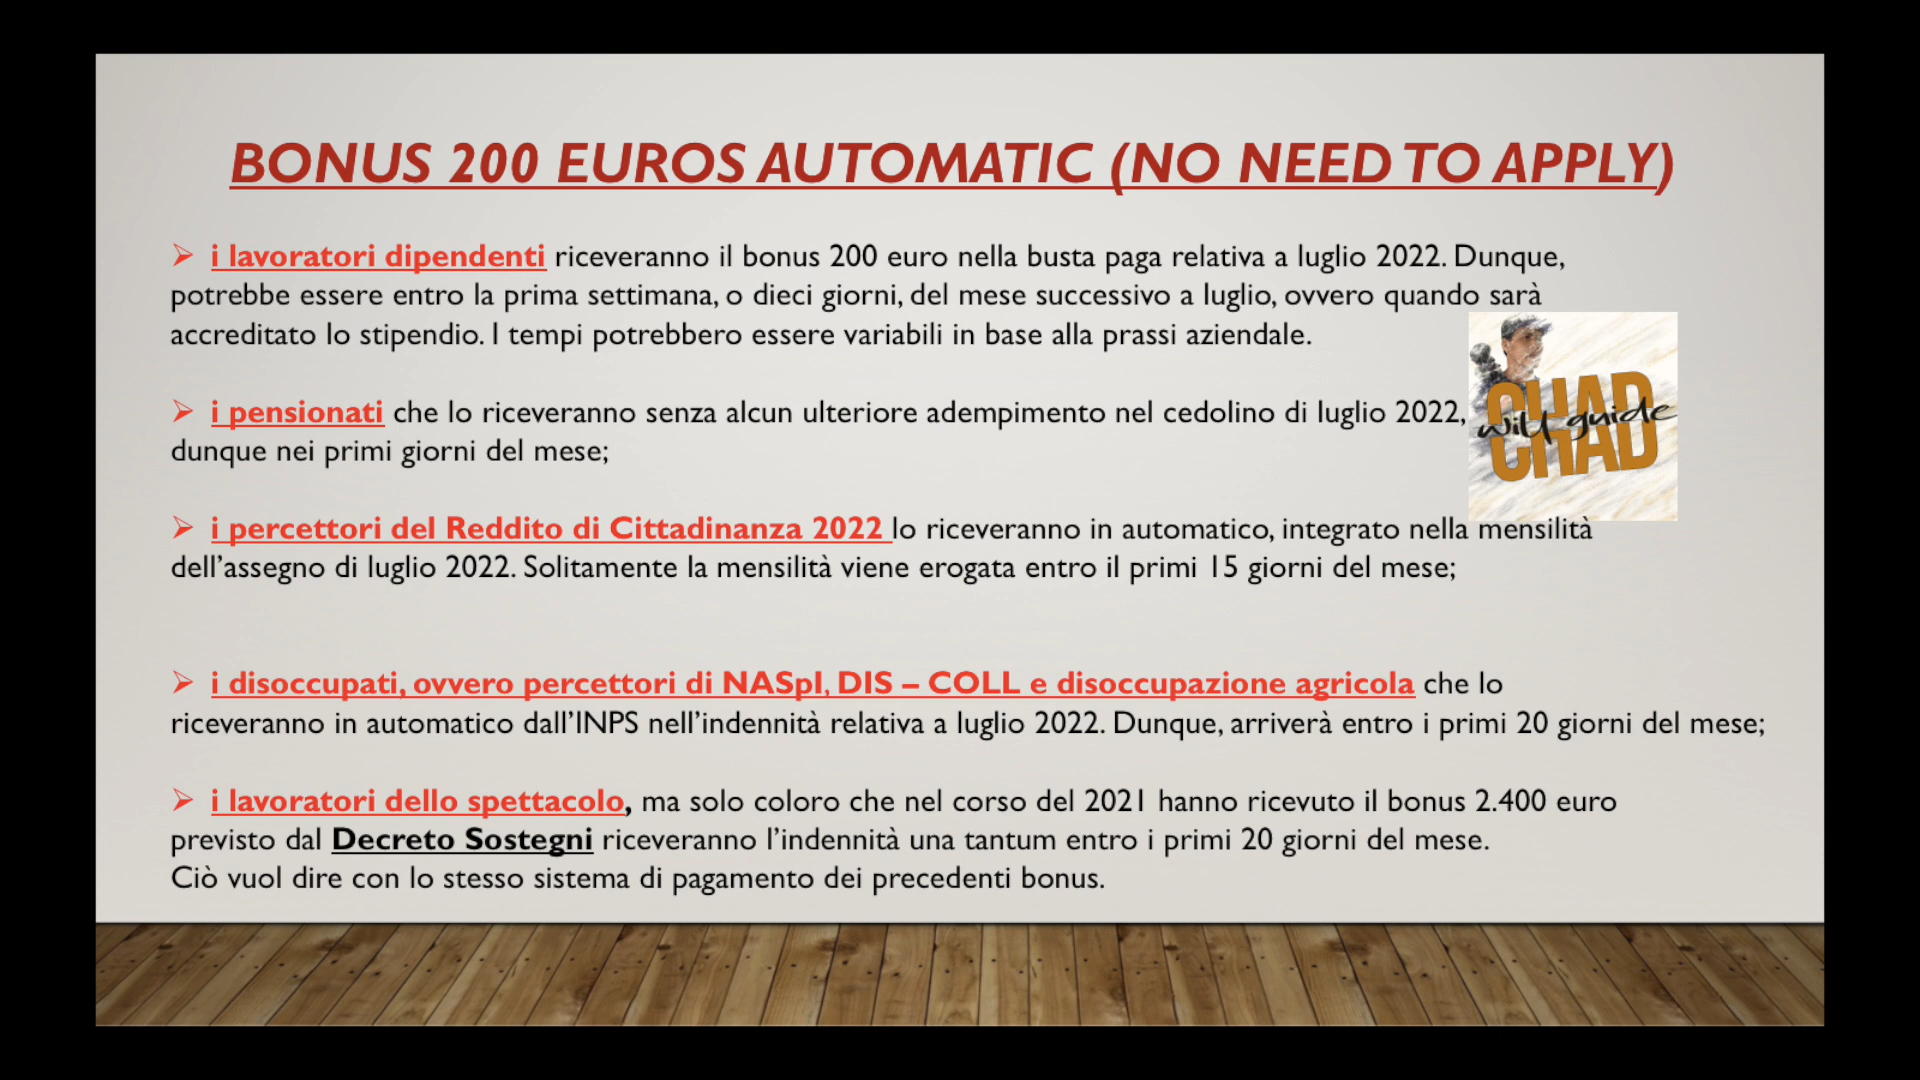 BONUS 200 EUROS AUTOMATIC (NO NEED TO APPLY)
➢ i lavoratori dipendenti riceveranno il bonus 200 euro nella busta paga relativa a luglio 2022. Dunque,
potrebbe essere entro la prima settimana, o dieci giorni, del mese successivo a luglio, ovvero quando sarà
accreditato lo stipendio. I tempi potrebbero essere variabili in base alla prassi aziendale.
➢ i pensionati che lo riceveranno senza alcun ulteriore adempimento nel cedolino di luglio 2022,
dunque nei primi giorni del mese;
CHAD
will guide
CHAD
➢ i percettori del Reddito di Cittadinanza 2022 lo riceveranno in automatico, integrato nella mensilità
dell’assegno di luglio 2022. Solitamente la mensilità viene erogata entro il primi 15 giorni del mese;
➢ i disoccupati, ovvero percettori di NASpI, DIS – COLL e disoccupazione agricola che lo
riceveranno in automatico dall’INPS nell’indennità relativa a luglio 2022. Dunque, arriverà entro i primi 20 giorni del mese;
➢ i lavoratori dello spettacolo, ma solo coloro che nel corso del 2021 hanno ricevuto il bonus 2.400 euro
previsto dal Decreto Sostegni riceveranno l’indennità una tantum entro i primi 20 giorni del mese.
Ciò vuol dire con lo stesso sistema di pagamento dei precedenti bonus.